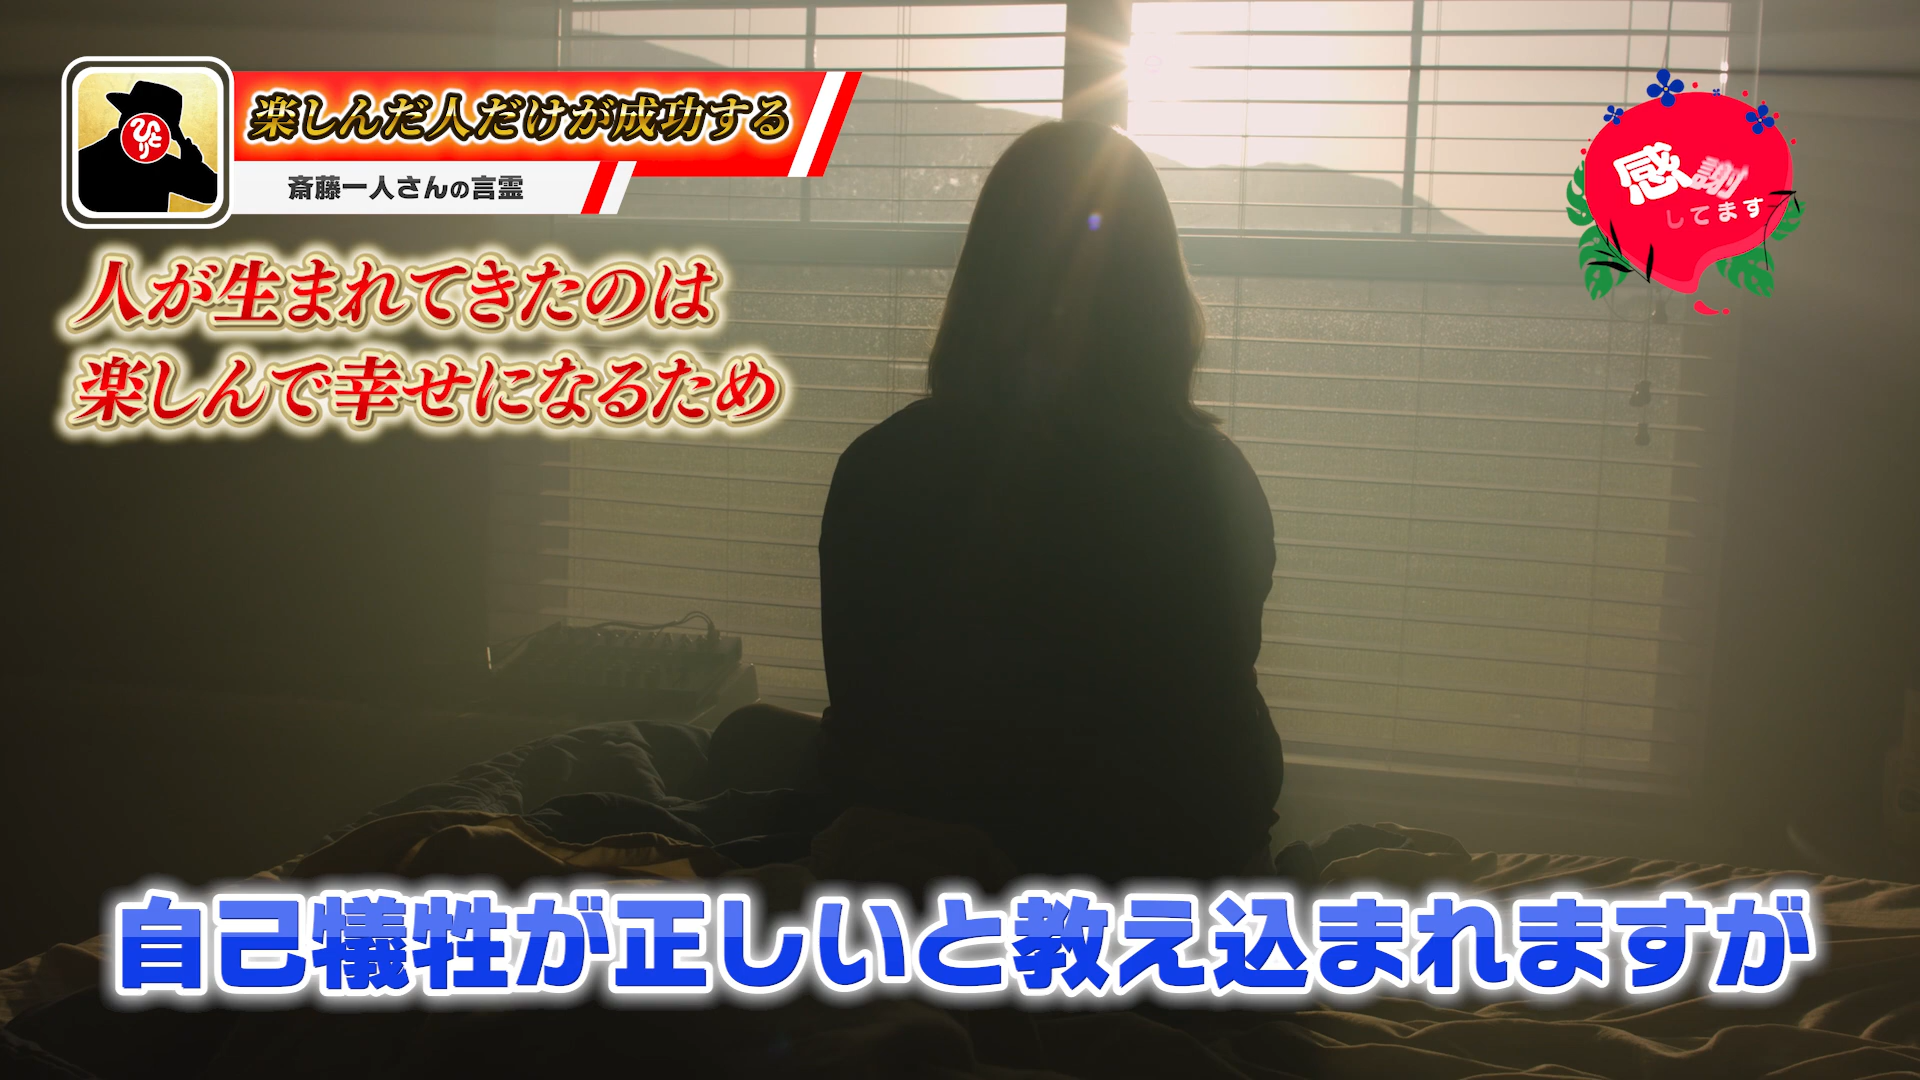 楽しんだ人だけが成功する
ひとり
斎藤一人さんの言霊
感謝
してます
人が生まれてきたのは
楽しんで幸せになるため
自己犠牲が正しいと教え込まれますが